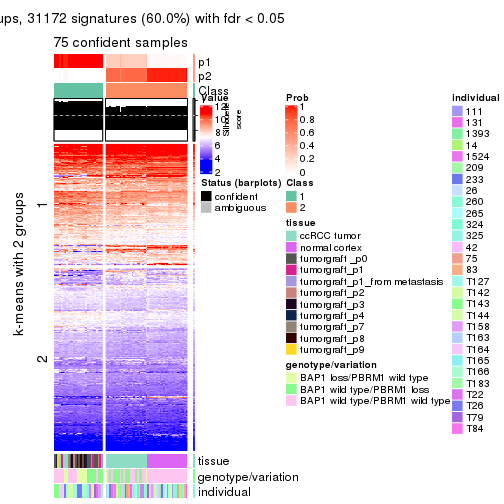 ups, 31172 signatures (60.0%) with fdr < 0.05
75 confident samples
p1
p2
Class
Silhouette
score
k-means with 2 groups
1
2
tissue
genotype/variation
individual
Value
12
8
6
4
2
Status (barplots)
confident
ambiguous
Prob
1
0.8
0.6
0.4
0.2
0
Class
1
2
tissue
ccRCC tumor
normal cortex
tumorgraft_p0
tumorgraft_p1
tumorgraft_p1_from metastasis
tumorgraft_p2
tumorgraft_p3
tumorgraft_p4
tumorgraft_p7
tumorgraft_p8
tumorgraft_p9
genotype/variation
BAP1 loss/PBRM1 wild type
BAP1 wild type/PBRM1 loss
BAP1 wild type/PBRM1 wild type
Individual
111
131
1393
14
1524
209
233
26
260
265
324
325
42
75
83
T127
T142
T143
T144
T158
T163
T164
T165
T166
T183
T22
T26
T79
T84